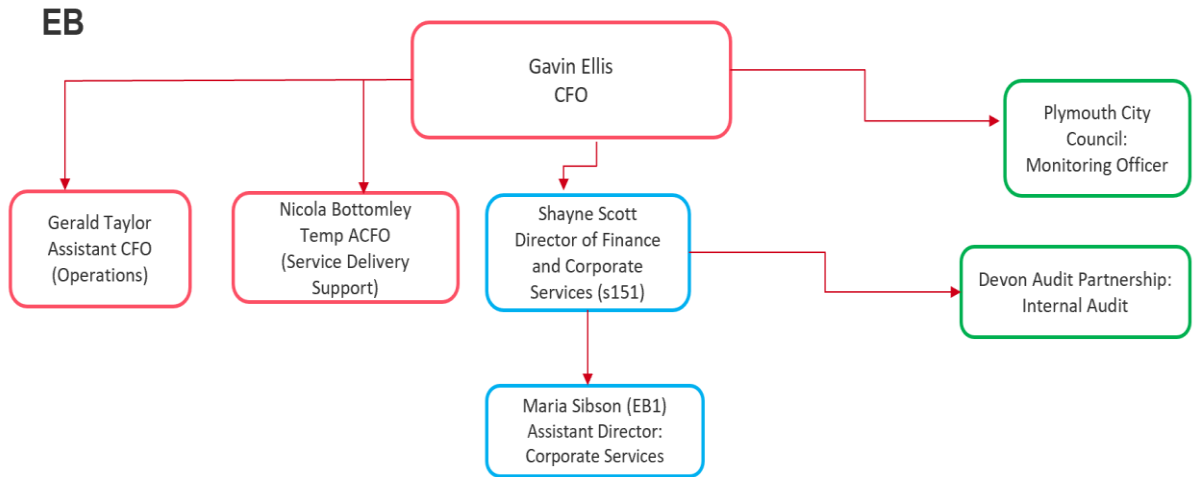 EB
Gavin Ellis
CFO
Plymouth City
Council:
Monitoring Officer
Gerald Taylor
Assistant CFO
(Operations)
Nicola Bottomley
Temp ACFO
(Service Delivery
Support)
Shayne Scott
Director of Finance
and Corporate
Services (s151)
Devon Audit Partnership:
Internal Audit
Maria Sibson (EB1)
Assistant Director:
Corporate Services